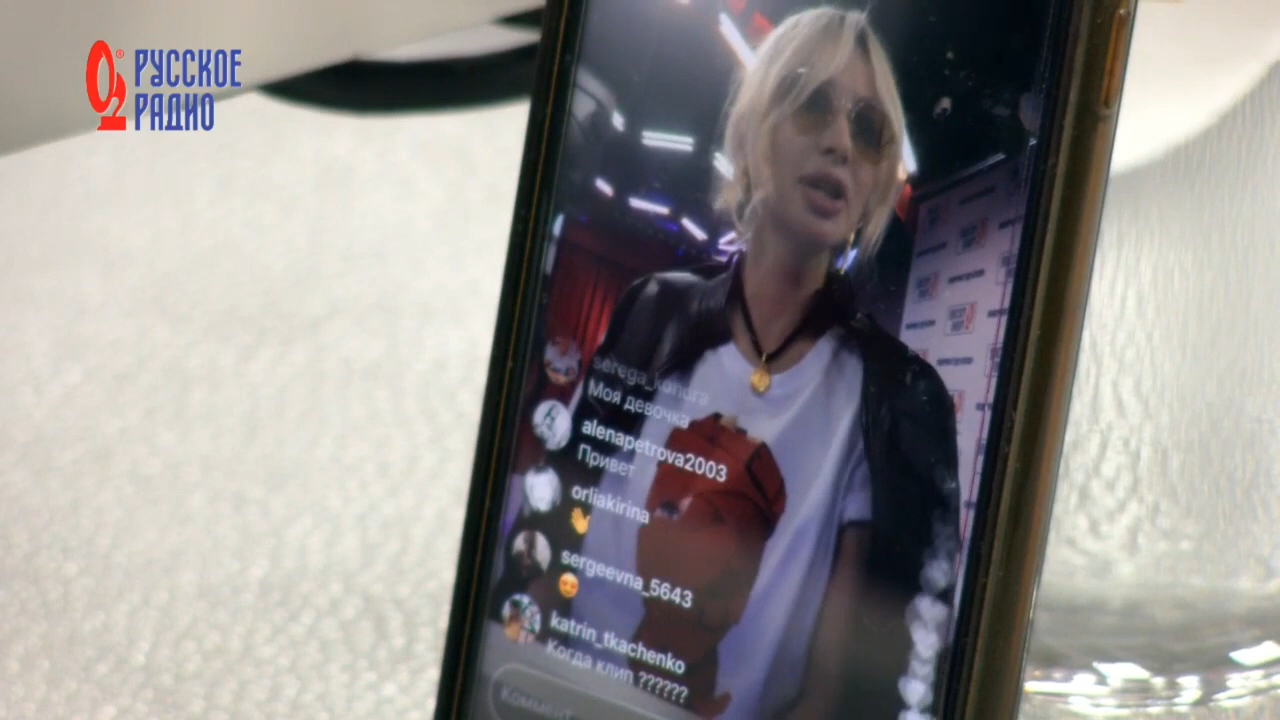 РУССКОЕ
РАДИО
serega_kondra
Моя девочка
alenapetrova2003
Привет
orliakirina
sergeevna_5643
katrin_tkachenko
Когда клип ??????